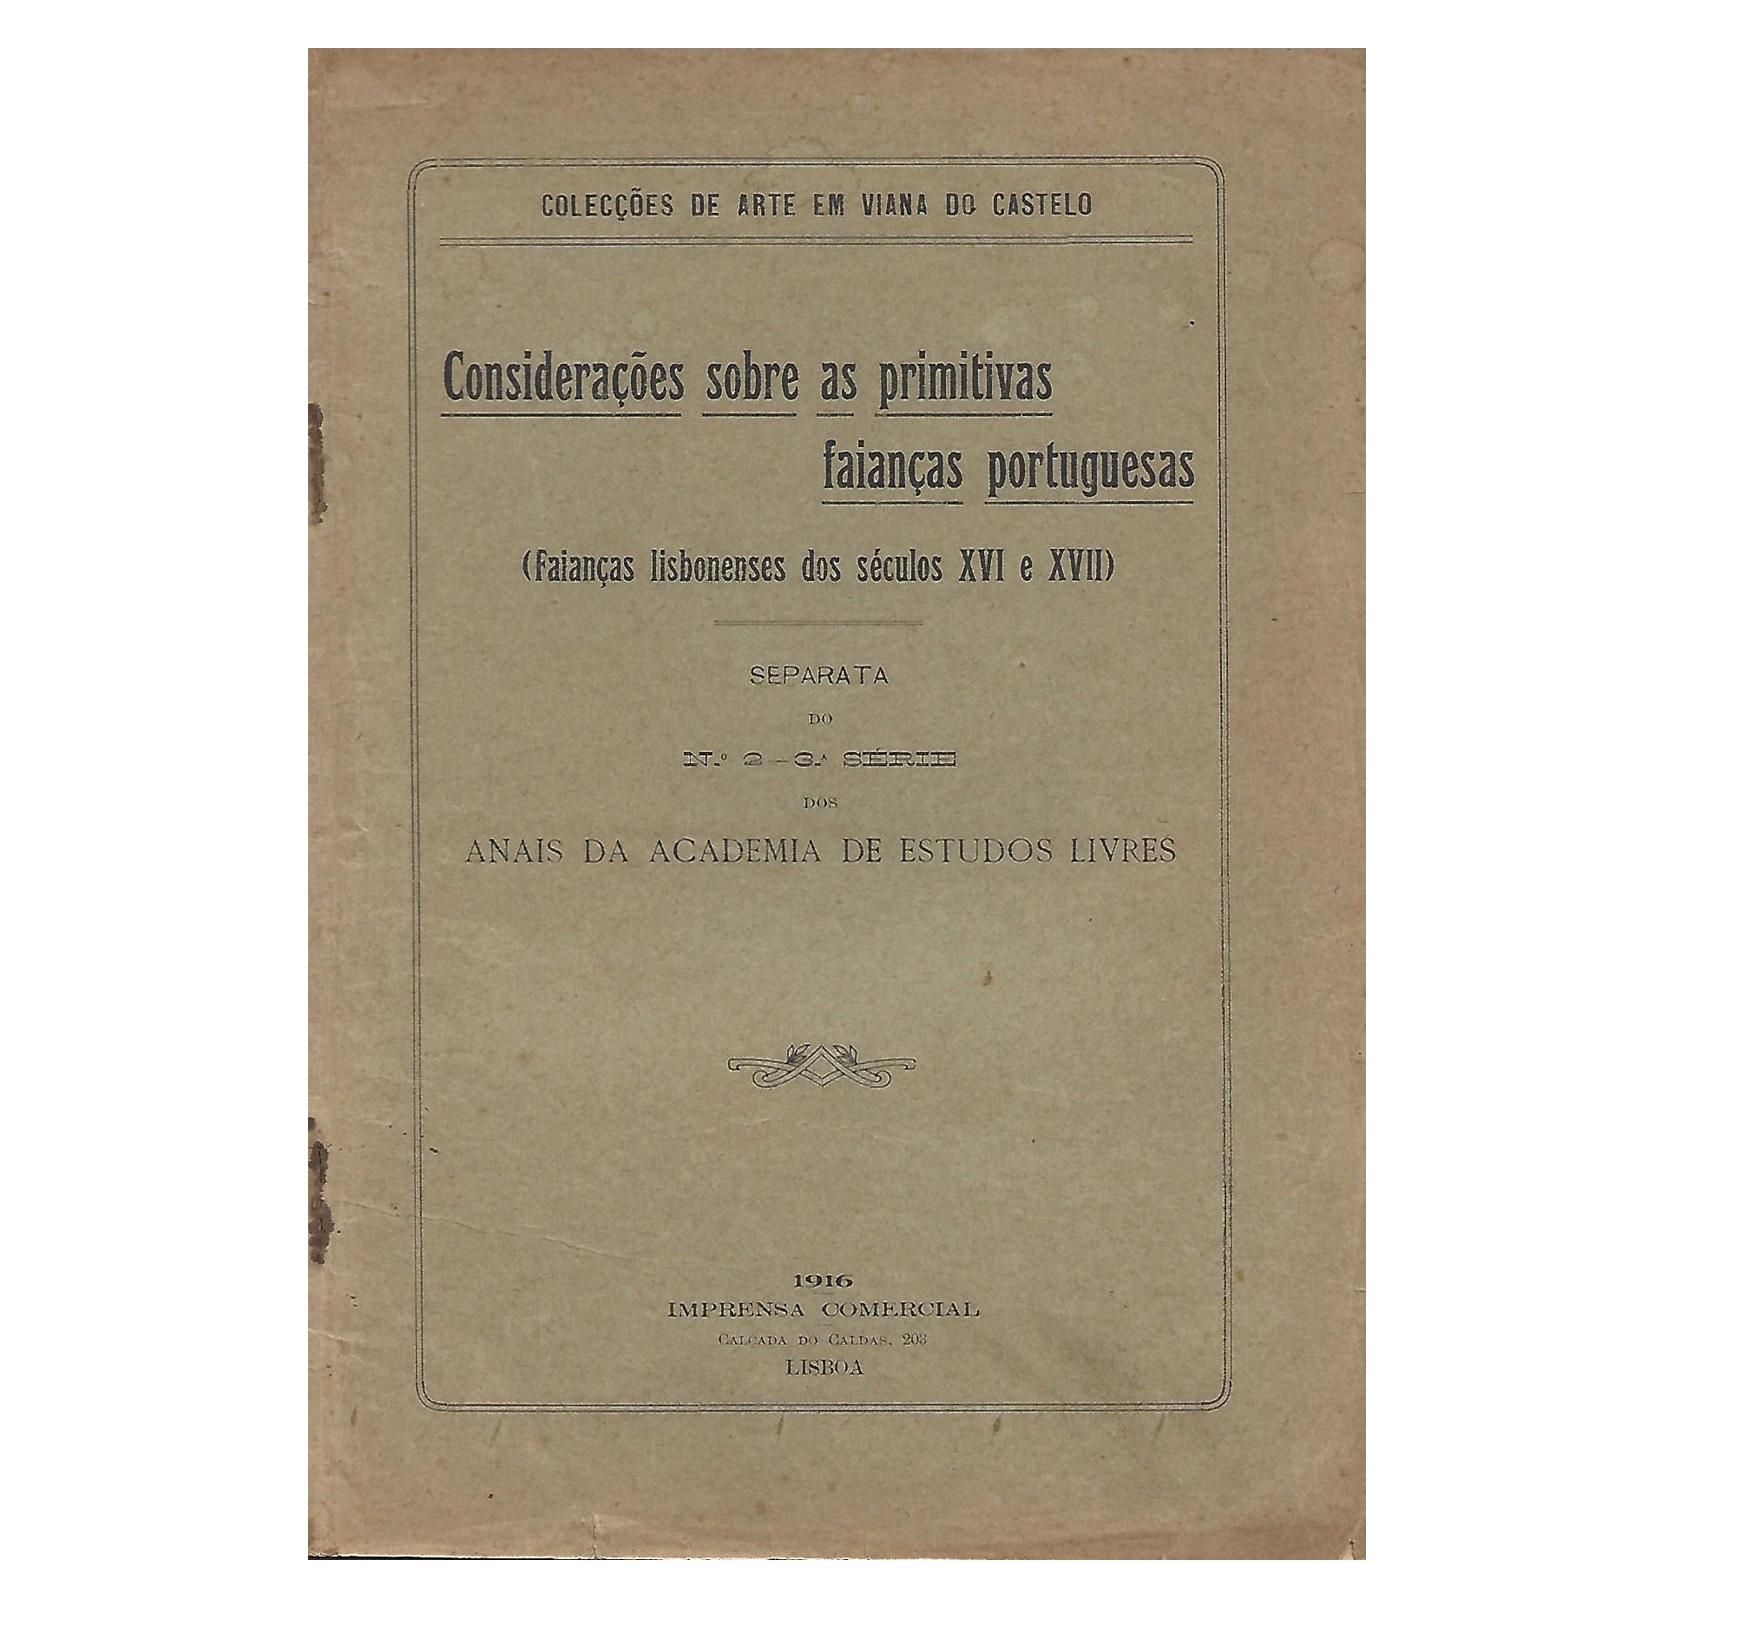 COLECÇÕES DE ARTE EM VIANA DO CASTELO
Considerações sobre as primitivas
faianças portuguesas
(Faianças lisbonenses dos séculos XVI e XVII)
SEPARATA
DO
N.º 2 — 3.ª SÉRIE
DOS
ANAIS DA ACADEMIA DE ESTUDOS LIVRES
1916
IMPRENSA COMERCIAL
CALÇADA DO CALDAS, 203
LISBOA